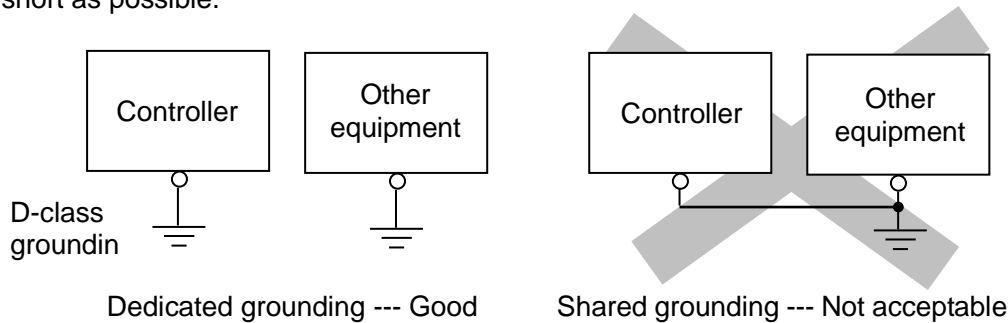 short as possible.
Controller
Other
equipment
Controller
Other
equipment
D-class
groundin
Dedicated grounding --- Good
Shared grounding --- Not acceptable